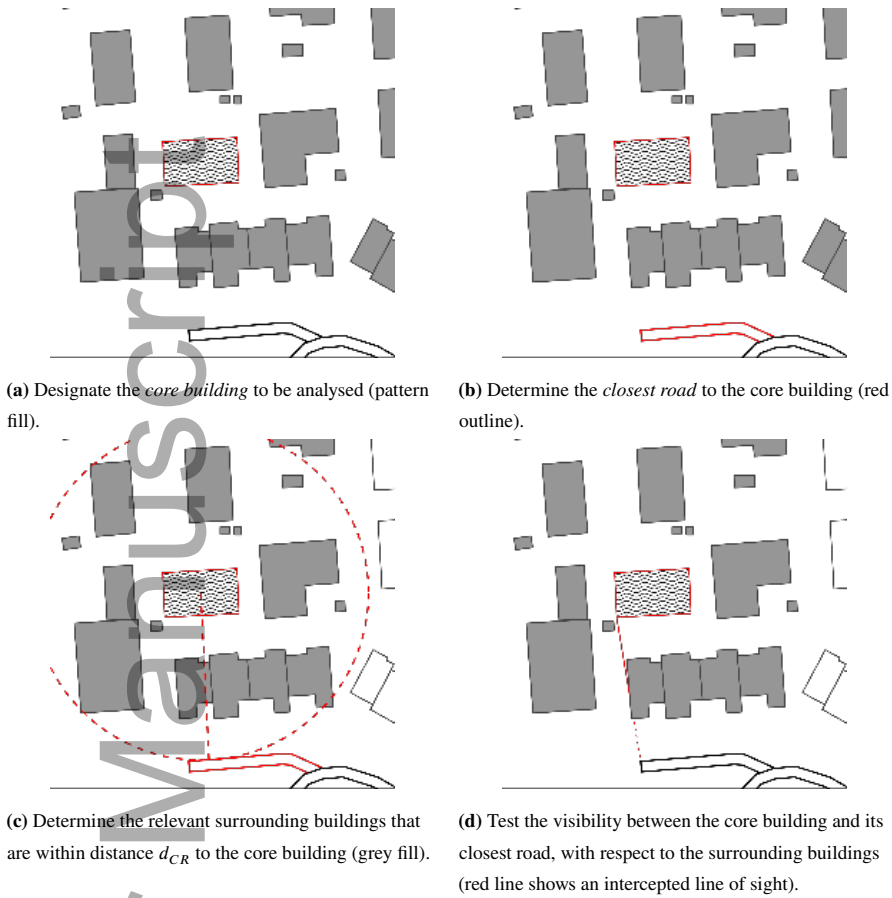 (a) Designate the core building to be analysed (pattern
fill).
(b) Determine the closest road to the core building (red
outline).
(c) Determine the relevant surrounding buildings that
are within distance d_CR to the core building (grey fill).
(d) Test the visibility between the core building and its
closest road, with respect to the surrounding buildings
(red line shows an intercepted line of sight).
Manuscript